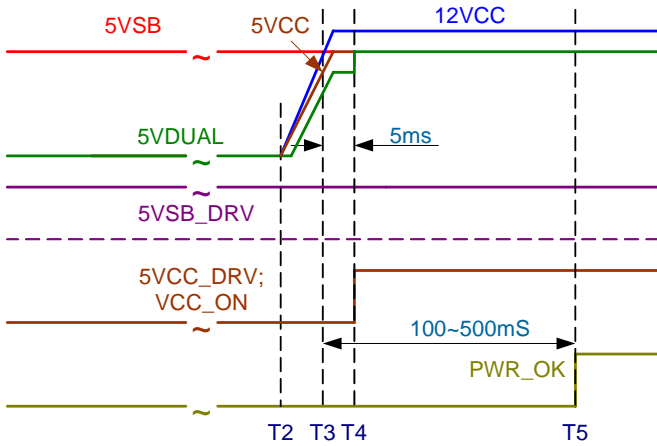 5VSB
5VCC
12VCC
5VDUAL
5ms
5VSB_DRV
5VCC_DRV;
VCC_ON
100~500mS
PWR_OK
T2 T3 T4 T5